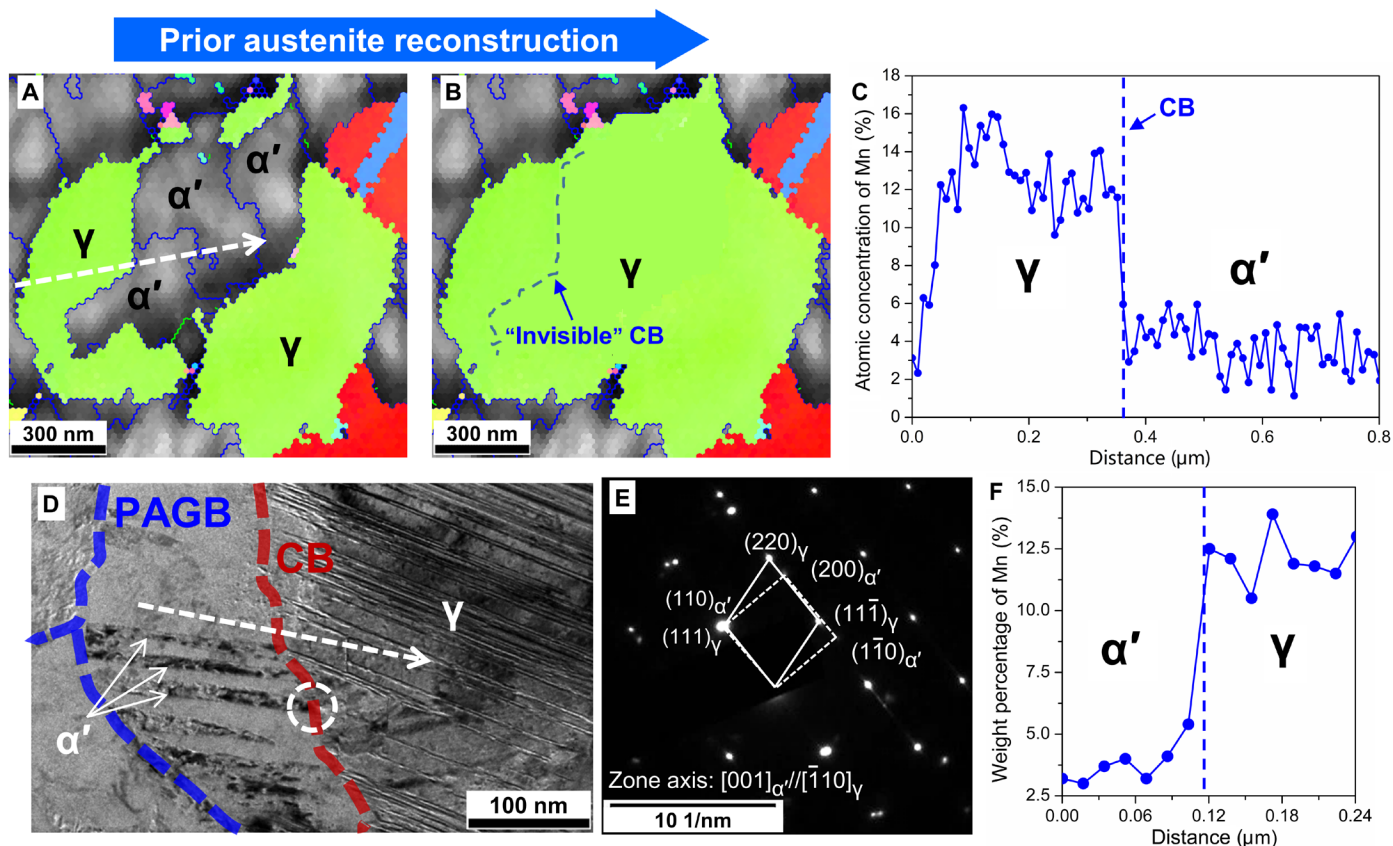 Prior austenite reconstruction
A
α′
α′
γ
α′
γ
300 nm
B
γ
"Invisible" CB
300 nm
C
Atomic concentration of Mn (%)
18
16
14
12
10
8
6
4
2
0
CB
γ
α′
0.0
0.2
0.4
0.6
0.8
Distance (μm)
D
PAGB
CB
γ
α′
100 nm
E
(220)γ
(200)α′
(110)α′
(111)γ
(111̄)γ
(11̄0)α′
Zone axis: [001]α′//[1̄10]γ
10 1/nm
F
Weight percentage of Mn (%)
15.0
12.5
10.0
7.5
5.0
2.5
α′
γ
0.00
0.06
0.12
0.18
0.24
Distance (μm)